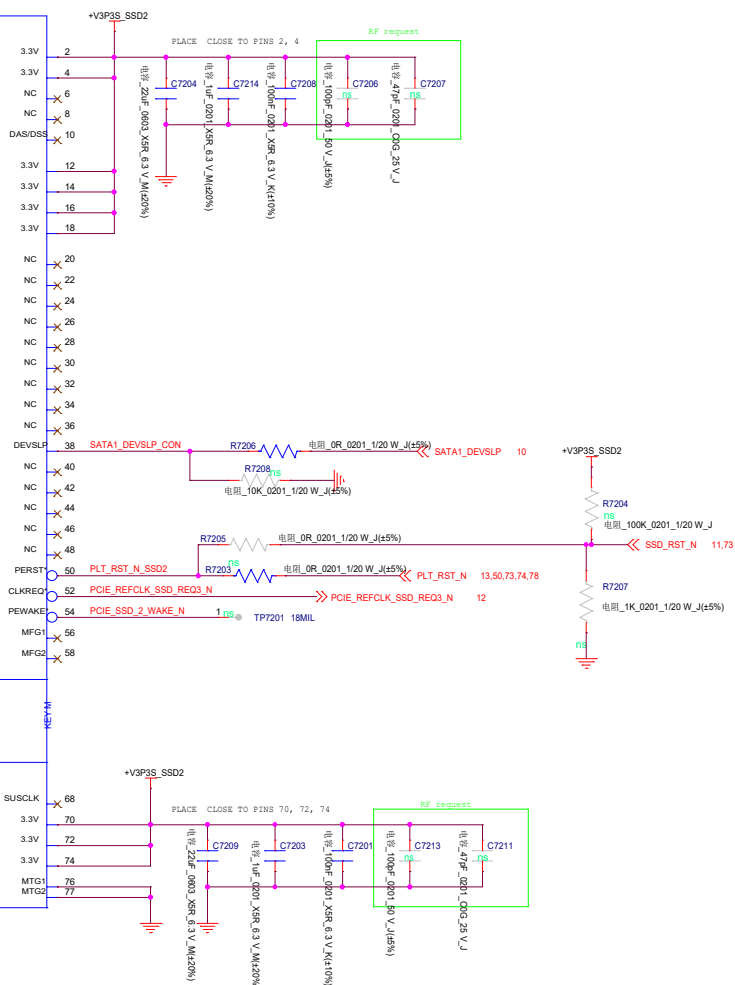 +V3P3S_SSD2
PLACE CLOSE TO PINS 2, 4
RF request
3.3V 2
3.3V 4
NC 6
NC 8
DAS/DSS 10
3.3V 12
3.3V 14
3.3V 16
3.3V 18
C7204
电容_22uF_0603_X5R_6.3 V_M(±20%)
C7214
电容_1uF_0201_X5R_6.3 V_M(±20%)
C7208
电容_100nF_0201_X5R_6.3 V_K(±10%)
C7206
ns
电容_100pF_0201_50 V_J(±5%)
C7207
ns
电容_47pF_0201_C0G_25 V_J
NC 20
NC 22
NC 24
NC 26
NC 28
NC 30
NC 32
NC 34
NC 36
DEVSLP 38 SATA1_DEVSLP_CON R7206 电阻_0R_0201_1/20 W_J(±5%) SATA1_DEVSLP 10
R7208 ns
电阻_10K_0201_1/20 W_J(±5%)
NC 40
NC 42
NC 44
NC 46
NC 48
+V3P3S_SSD2
R7204
ns
电阻_100K_0201_1/20 W_J
R7205 电阻_0R_0201_1/20 W_J(±5%)
ns
SSD_RST_N 11,73
PERST* 50 PLT_RST_N_SSD2 R7203 电阻_0R_0201_1/20 W_J(±5%) PLT_RST_N 13,50,73,74,78
CLKREQ* 52 PCIE_REFCLK_SSD_REQ3_N PCIE_REFCLK_SSD_REQ3_N 12
PEWAKE* 54 PCIE_SSD_2_WAKE_N 1 ns TP7201 18MIL
R7207
电阻_1K_0201_1/20 W_J(±5%)
ns
MFG1 56
MFG2 58
M KEYED
+V3P3S_SSD2
SUSCLK 68
PLACE CLOSE TO PINS 70, 72, 74
RF request
3.3V 70
3.3V 72
3.3V 74
MTG1 76
MTG2 77
C7209
电容_22uF_0603_X5R_6.3 V_M(±20%)
C7203
电容_1uF_0201_X5R_6.3 V_M(±20%
C7201
电容_100nF_0201_X5R_6.3 V_K(±10%)
C7213
ns
电容_100pF_0201_50 V_J(±5%)
C7211
ns
电容_47pF_0201_C0G_25 V_J